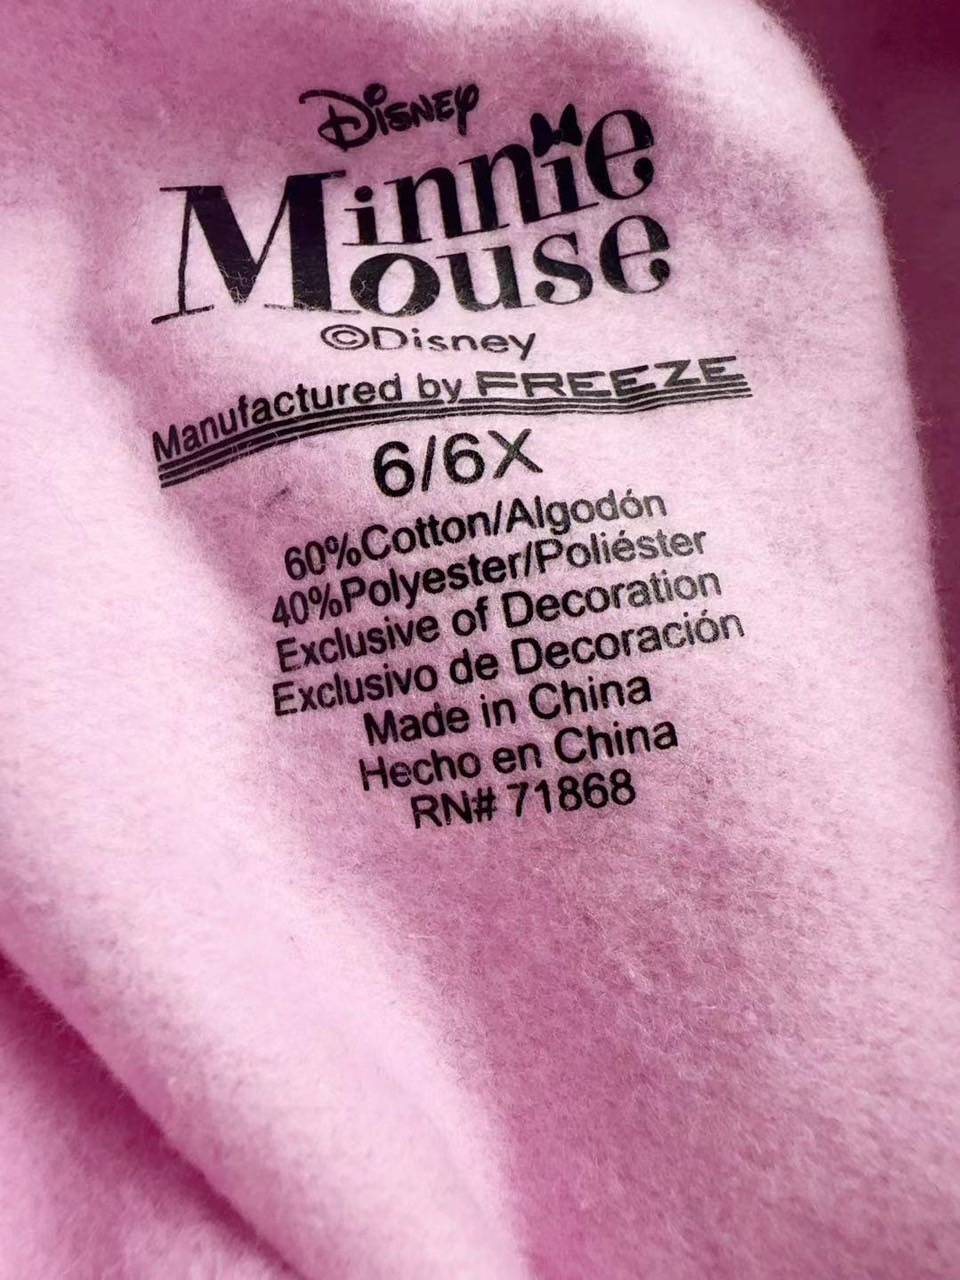 Disney
Minnie
Mouse
©Disney
Manufactured by FREEZE
6/6X
60%Cotton/Algodón
40%Polyester/Poliéster
Exclusive of Decoration
Exclusivo de Decoración
Made in China
Hecho en China
RN# 71868